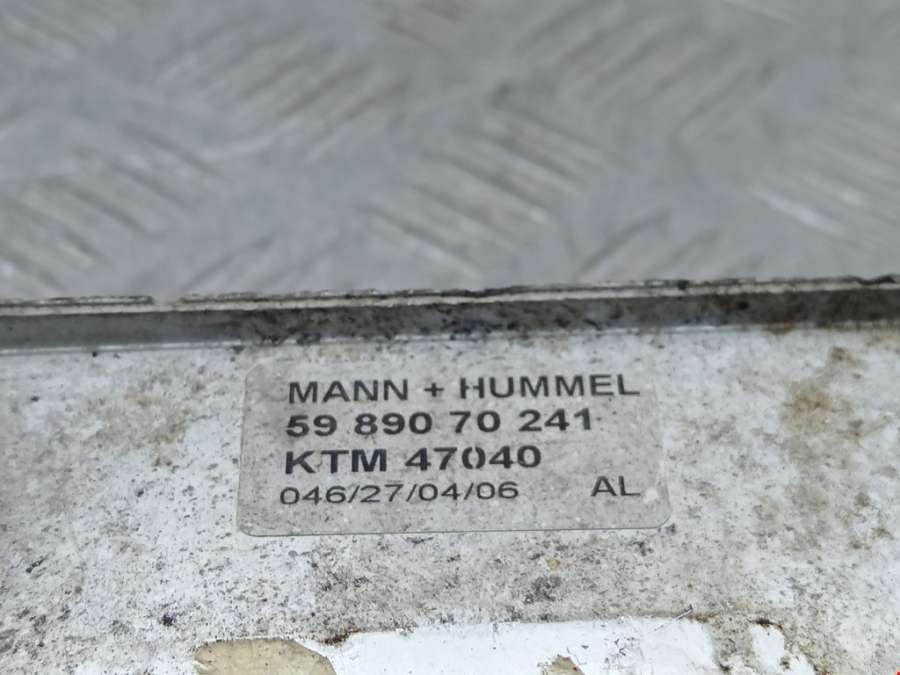 MANN + HUMMEL
59 890 70 241
KTM 47040
046/27/04/06 AL